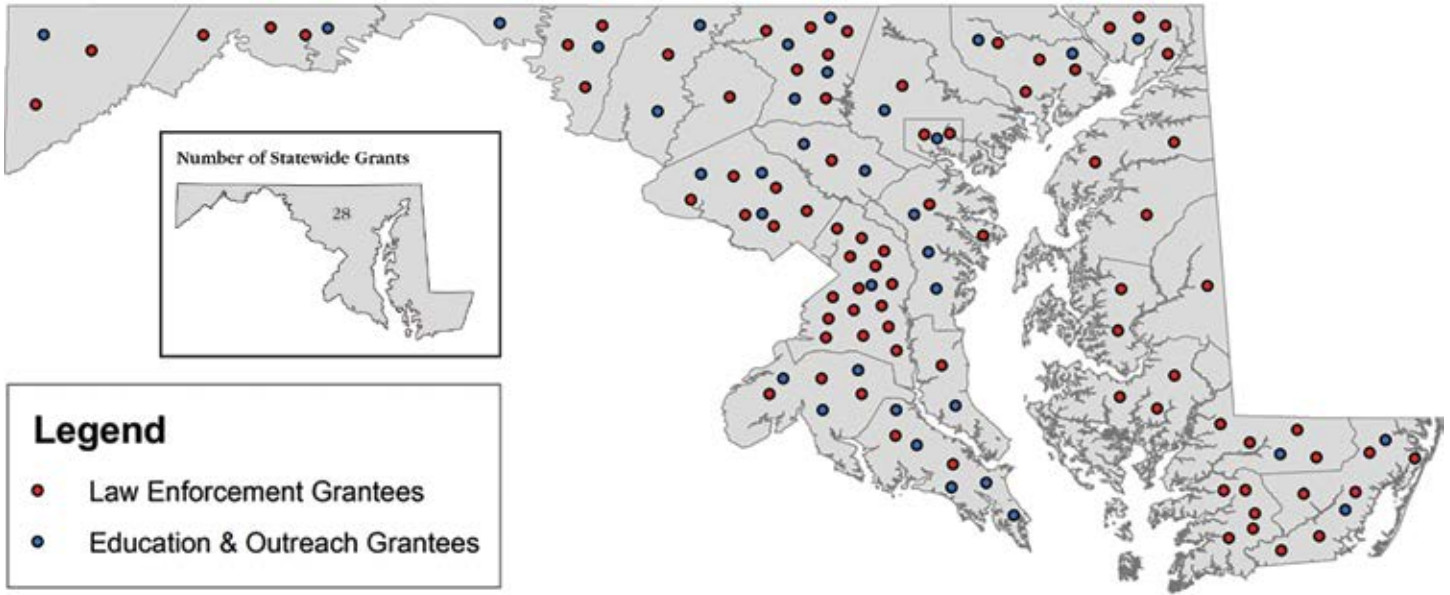 Number of Statewide Grants
28
Legend
Law Enforcement Grantees
Education & Outreach Grantees